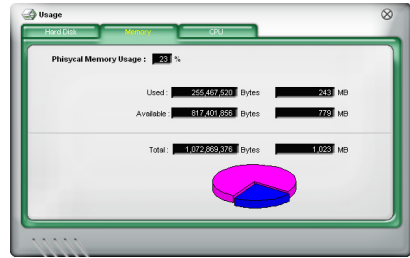 Usage
Hard Disk Memory CPU
Phisycal Memory Usage : 23 %
Used : 255,467,520 Bytes 243 MB
Available : 817,401,856 Bytes 779 MB
Total : 1,072,869,376 Bytes 1,023 MB